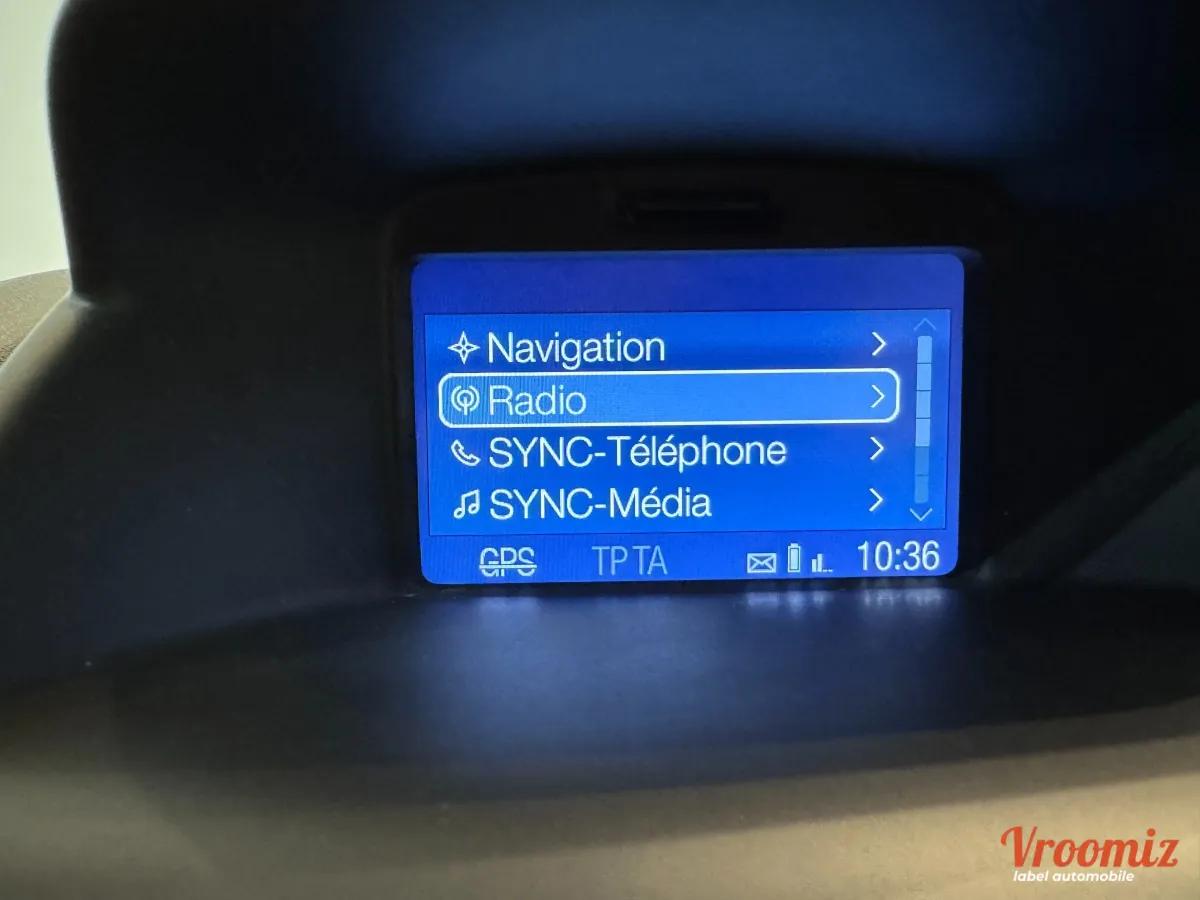 Navigation
Radio
SYNC-Téléphone
SYNC-Média
GPS TP TA 10:36
Vroomiz
label automobile